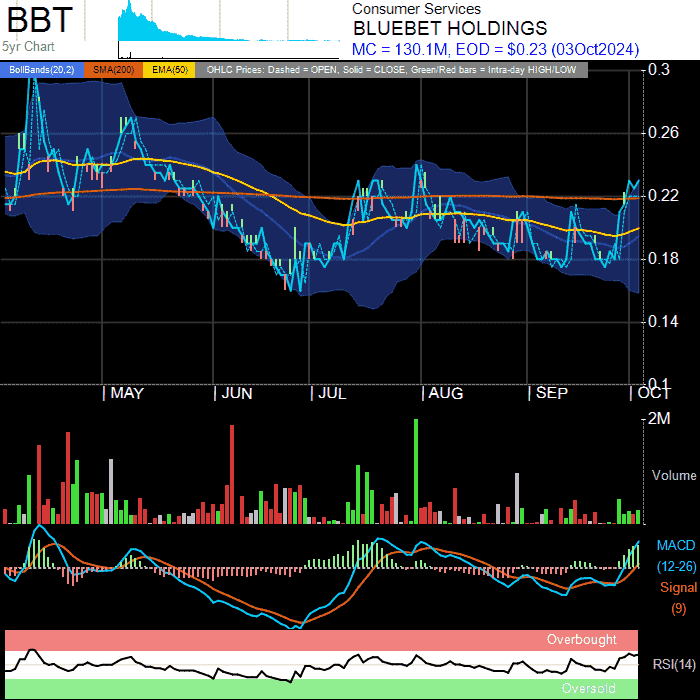 BBT
5yr Chart
Consumer Services
BLUEBET HOLDINGS
MC = 130.1M, EOD = $0.23 (03Oct2024)
BollBands(20,2) SMA(200) EMA(50) OHLC Prices: Dashed = OPEN, Solid = CLOSE, Green/Red bars = Intra-day HIGH/LOW
0.3
0.26
0.22
0.18
0.14
0.1
MAY JUN JUL AUG SEP OCT
2M
Volume
MACD
(12-26)
Signal
(9)
Overbought
RSI(14)
Oversold